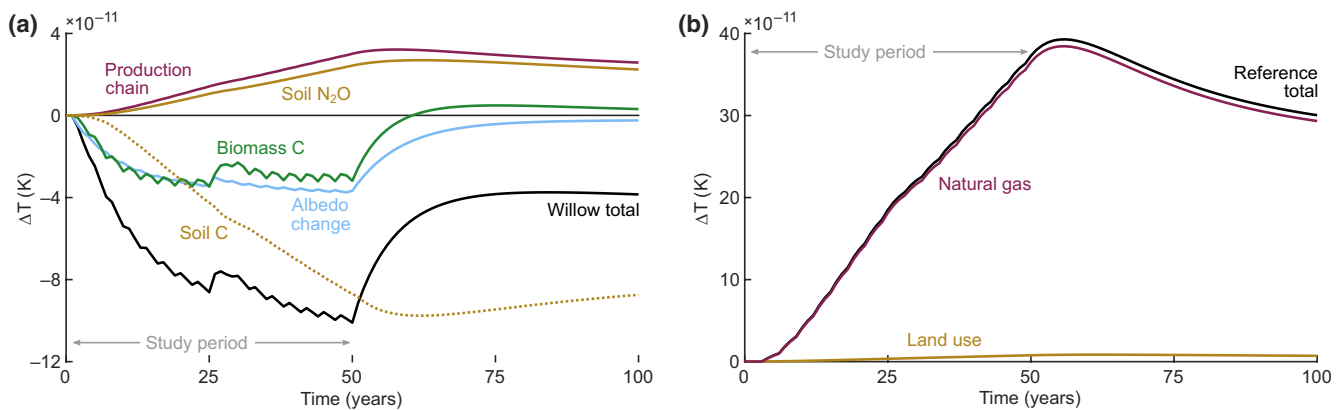 (a)
×10⁻¹¹
4
0
−4
−8
−12
ΔT (K)
Production
chain
Soil N₂O
Biomass C
Albedo
change
Soil C
Willow total
Study period
0
25
50
75
100
Time (years)
(b)
×10⁻¹¹
40
30
20
10
0
ΔT (K)
Study period
Reference
total
Natural gas
Land use
0
25
50
75
100
Time (years)